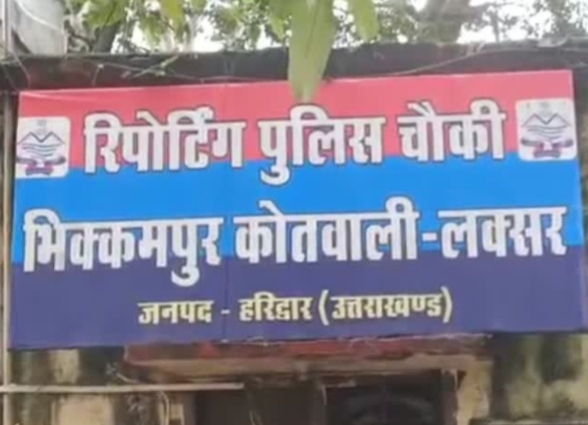 रिपोर्टिंग पुलिस चौकी
भिक्कमपुर कोतवाली-लक्सर
जनपद - हरिद्वार (उत्तराखण्ड)